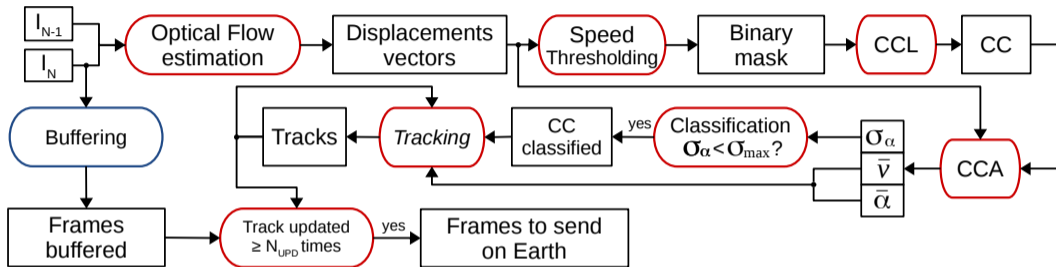 I_N-1
I_N
Optical Flow
estimation
Displacements
vectors
Speed
Thresholding
Binary
mask
CCL
CC
Buffering
Tracks
Tracking
CC
classified
yes
Classification
σ_α < σ_max ?
σ_α
v̄
ᾱ
CCA
Frames
buffered
Track updated
≥ N_UPD times
yes
Frames to send
on Earth